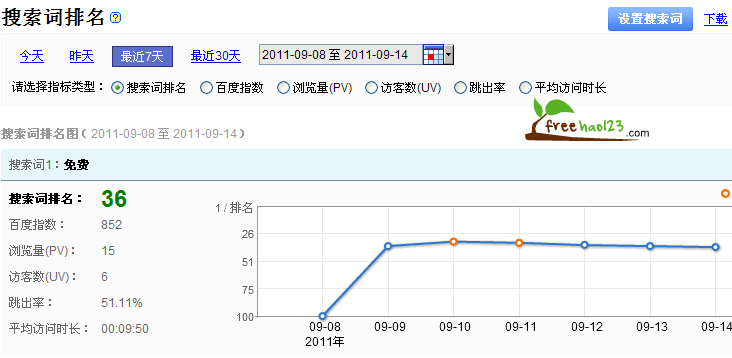 搜索词排名 ?
设置搜索词 下载
今天 昨天 最近7天 最近30天 2011-09-08 至 2011-09-14
请选择指标类型： 搜索词排名 百度指数 浏览量(PV) 访客数(UV) 跳出率 平均访问时长
freehao123.com
搜索词排名图（2011-09-08 至 2011-09-14）
搜索词1：免费
搜索词排名： 36
百度指数： 852
浏览量(PV)： 15
访客数(UV)： 6
跳出率： 51.11%
平均访问时长： 00:09:50
1 / 排名
26
51
75
100
09-08 09-09 09-10 09-11 09-12 09-13 09-14
2011年